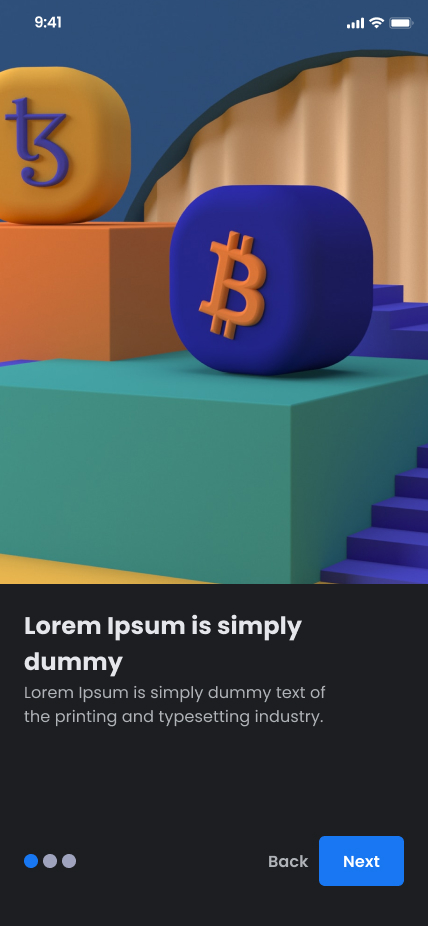 9:41
Lorem Ipsum is simply
dummy
Lorem Ipsum is simply dummy text of
the printing and typesetting industry.
Back Next